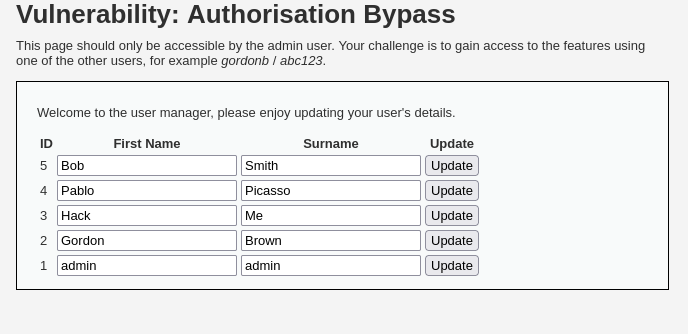 Vulnerability: Authorisation Bypass
This page should only be accessible by the admin user. Your challenge is to gain access to the features using
one of the other users, for example gordonb / abc123.
Welcome to the user manager, please enjoy updating your user's details.
ID First Name Surname Update
5 Bob Smith Update
4 Pablo Picasso Update
3 Hack Me Update
2 Gordon Brown Update
1 admin admin Update